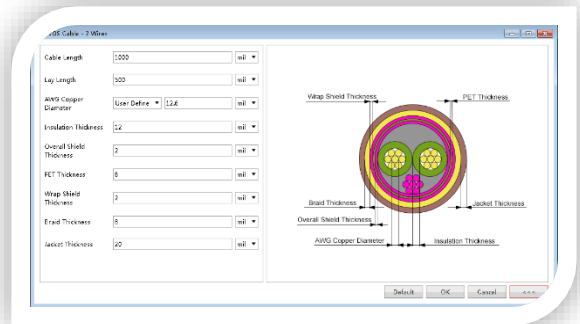 Cable - 2 Wires
Cable Length 1000 mil
Lay Length 500 mil
AWG Copper Diameter User Define 12.6 mil
Insulation Thickness 12 mil
Overall Shield Thickness 2 mil
PET Thickness 6 mil
Wrap Shield Thickness 2 mil
Braid Thickness 8 mil
Jacket Thickness 20 mil
Wrap Shield Thickness
PET Thickness
Braid Thickness
Jacket Thickness
Overall Shield Thickness
AWG Copper Diameter
Insulation Thickness
Default OK Cancel <<<